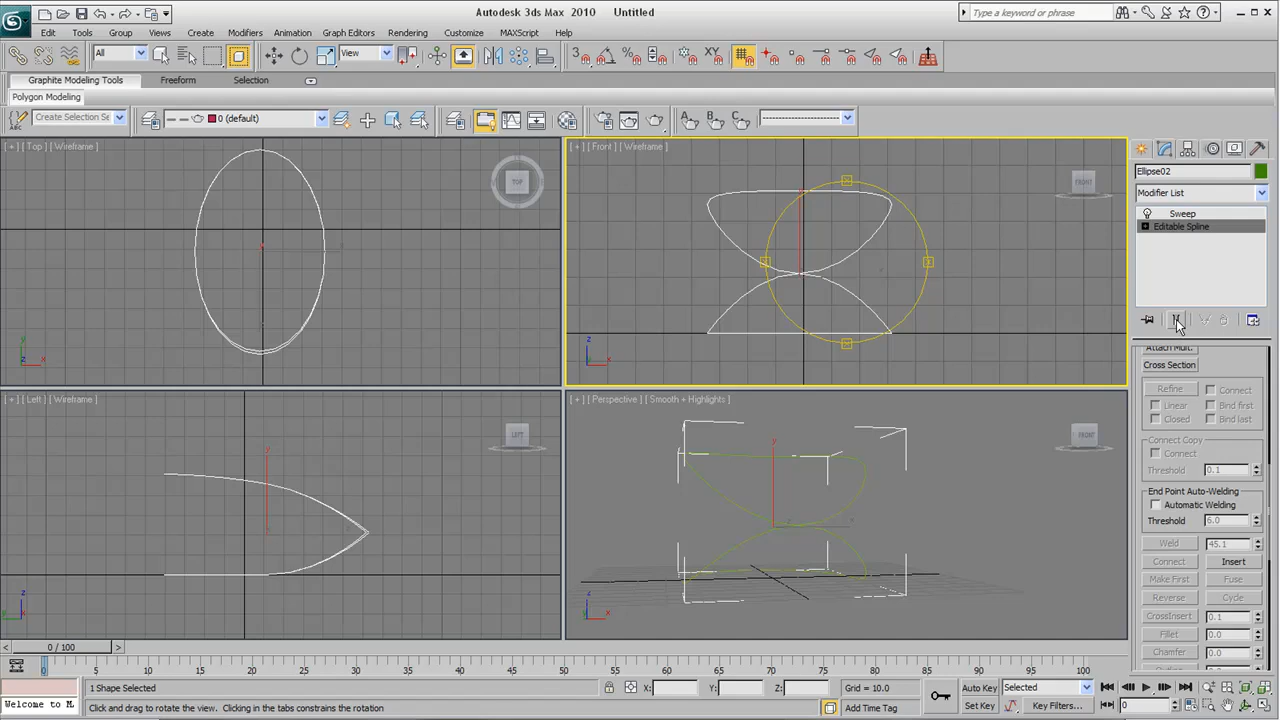 Autodesk 3ds Max 2010 Untitled
Type a keyword or phrase
Edit Tools Group Views Create Modifiers Animation Graph Editors Rendering Customize MAXScript Help
All View 3 % XY
Graphite Modeling Tools Freeform Selection
Polygon Modeling
ABC Create Selection Se 0 (default) A B C
[ + ] [ Top ] [ Wireframe ]
TOP
[ + ] [ Front ] [ Wireframe ]
FRONT
Ellipse02
Modifier List
Sweep
Editable Spline
y
z x
z x
[ + ] [ Left ] [ Wireframe ]
LEFT
[ + ] [ Perspective ] [ Smooth + Highlights ]
FRONT
Attach Mult.
Cross Section
Refine Connect
Linear Bind first
Closed Bind last
Connect Copy
Connect
Threshold 0.1
End Point Auto-Welding
Automatic Welding
Threshold 6.0
Weld 45.1
Connect Insert
Make First Fuse
Reverse Cycle
CrossInsert 0.1
Fillet 0.0
Chamfer 0.0
0 / 100
0 5 10 15 20 25 30 35 40 45 50 55 60 65 70 75 80 85 90 95 100
1 Shape Selected X: Y: Z: Grid = 10.0 Auto Key Selected
Welcome to M. Click and drag to rotate the view. Clicking in the tabs constrains the rotation Add Time Tag Set Key Key Filters... 0